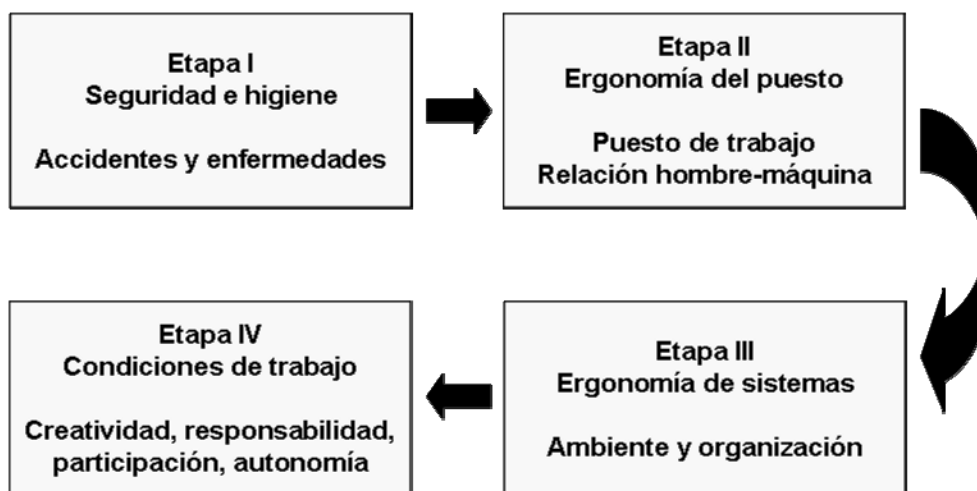 Etapa I
Seguridad e higiene
Accidentes y enfermedades
Etapa II
Ergonomía del puesto
Puesto de trabajo
Relación hombre-máquina
Etapa III
Ergonomía de sistemas
Ambiente y organización
Etapa IV
Condiciones de trabajo
Creatividad, responsabilidad,
participación, autonomía